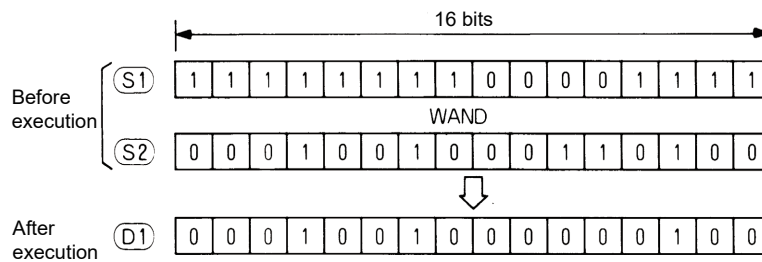 16 bits
S1 1 1 1 1 1 1 1 1 0 0 0 0 1 1 1 1
Before
execution
WAND
S2 0 0 0 1 0 0 1 0 0 0 1 1 0 1 0 0
After
execution
D1 0 0 0 1 0 0 1 0 0 0 0 0 0 1 0 0